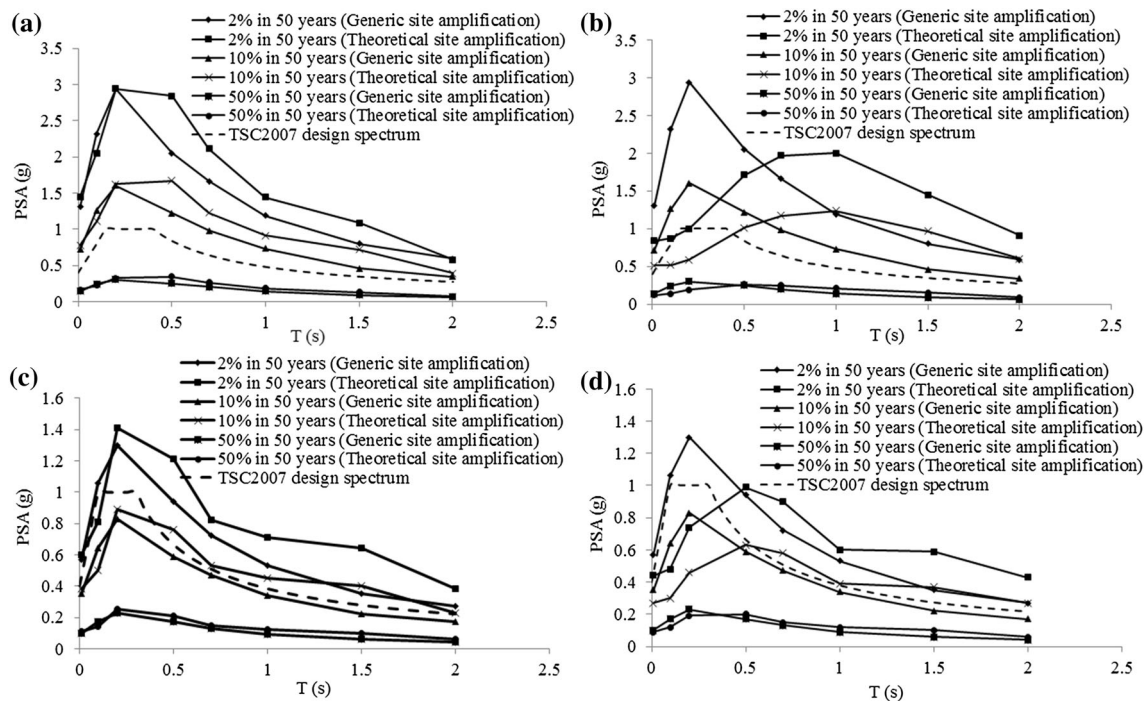 (a)
2% in 50 years (Generic site amplification)
2% in 50 years (Theoretical site amplification)
10% in 50 years (Generic site amplification)
10% in 50 years (Theoretical site amplification)
50% in 50 years (Generic site amplification)
50% in 50 years (Theoretical site amplification)
TSC2007 design spectrum
PSA (g)
3.5
3
2.5
2
1.5
1
0.5
0
0 0.5 1 1.5 2 2.5
T (s)
(b)
2% in 50 years (Generic site amplification)
2% in 50 years (Theoretical site amplification)
10% in 50 years (Generic site amplification)
10% in 50 years (Theoretical site amplification)
50% in 50 years (Generic site amplification)
50% in 50 years (Theoretical site amplification)
TSC2007 design spectrum
PSA (g)
3.5
3
2.5
2
1.5
1
0.5
0
0 0.5 1 1.5 2 2.5
T (s)
(c)
2% in 50 years (Generic site amplification)
2% in 50 years (Theoretical site amplification)
10% in 50 years (Generic site amplification)
10% in 50 years (Theoretical site amplification)
50% in 50 years (Generic site amplification)
50% in 50 years (Theoretical site amplification)
TSC2007 design spectrum
PSA (g)
1.6
1.4
1.2
1
0.8
0.6
0.4
0.2
0
0 0.5 1 1.5 2 2.5
T (s)
(d)
2% in 50 years (Generic site amplification)
2% in 50 years (Theoretical site amplification)
10% in 50 years (Generic site amplification)
10% in 50 years (Theoretical site amplification)
50% in 50 years (Generic site amplification)
50% in 50 years (Theoretical site amplification)
TSC2007 design spectrum
PSA (g)
1.6
1.4
1.2
1
0.8
0.6
0.4
0.2
0
0 0.5 1 1.5 2 2.5
T (s)